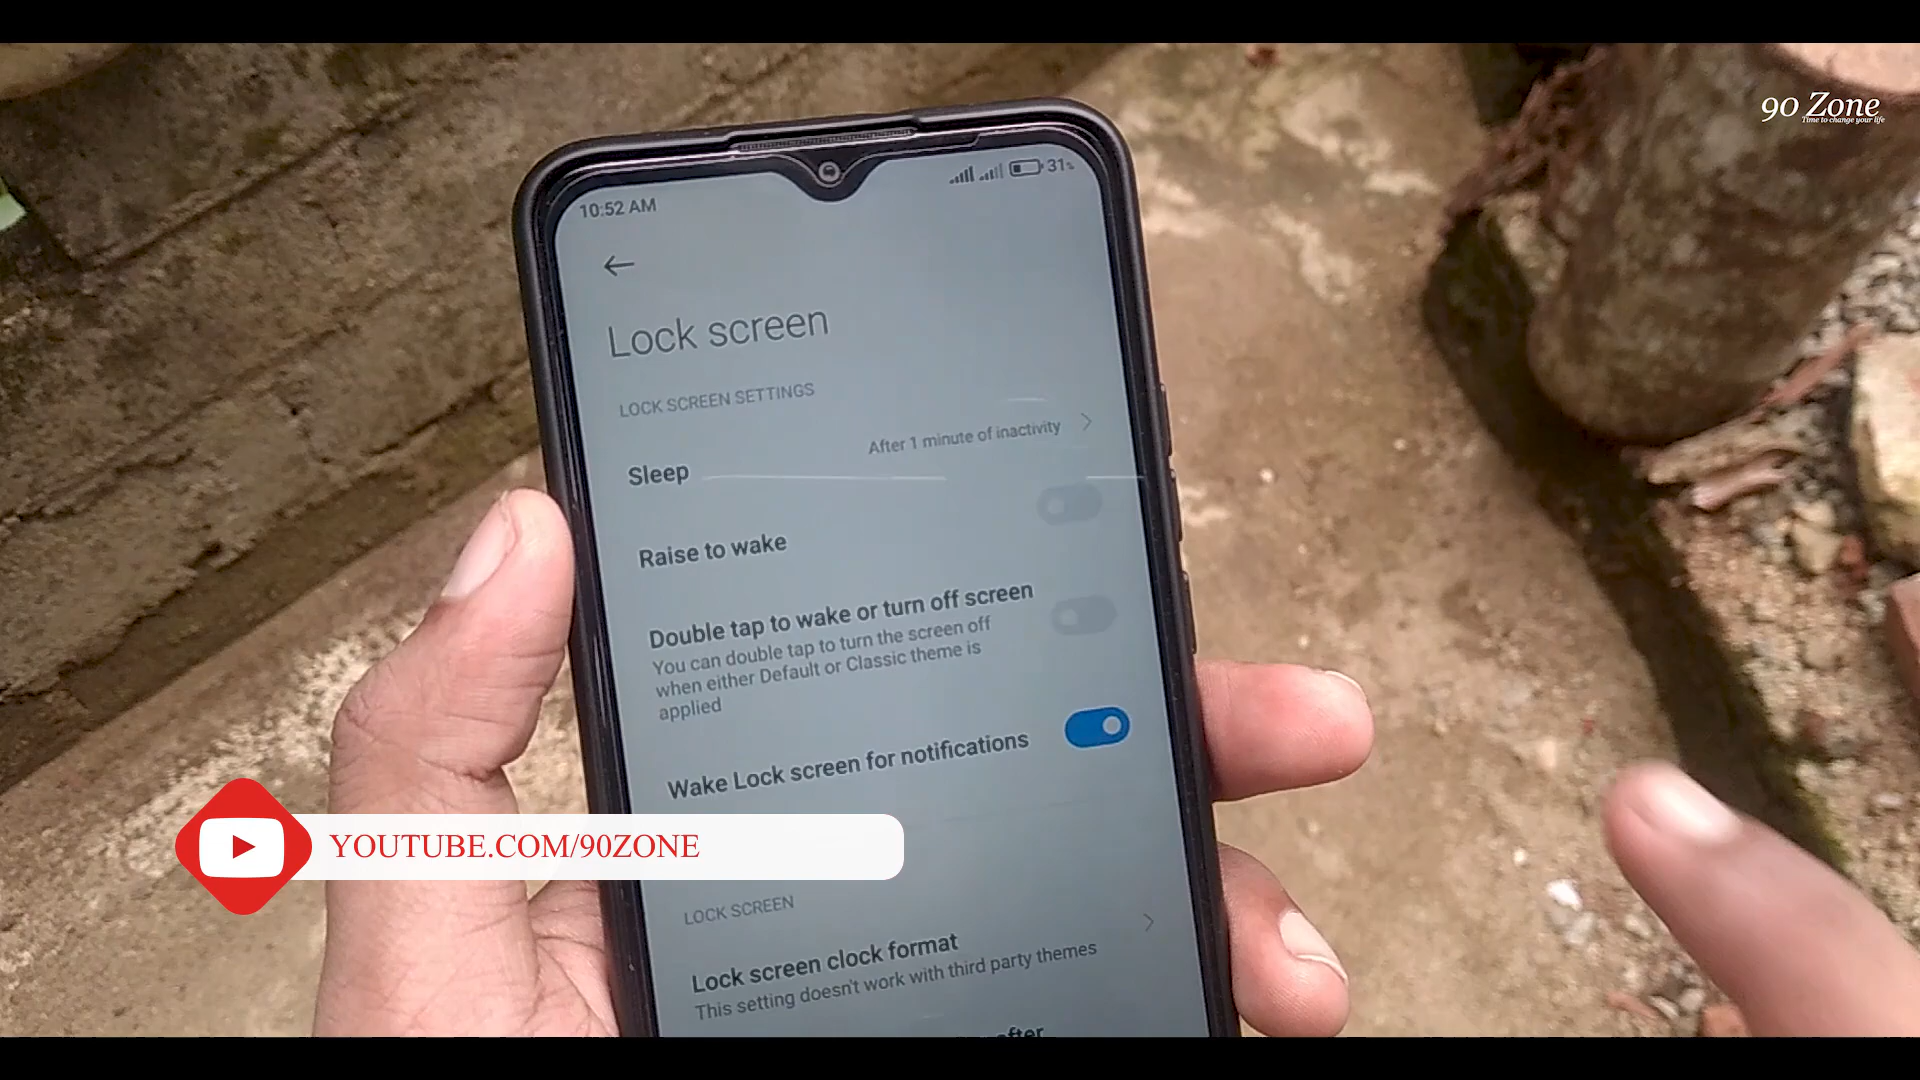 90 Zone
Time to change your life
10:52 AM
31%
Lock screen
LOCK SCREEN SETTINGS
After 1 minute of inactivity
Sleep
Raise to wake
Double tap to wake or turn off screen
You can double tap to turn the screen off
when either Default or Classic theme is
applied
Wake Lock screen for notifications
YOUTUBE.COM/90ZONE
LOCK SCREEN
Lock screen clock format
This setting doesn't work with third party themes
after